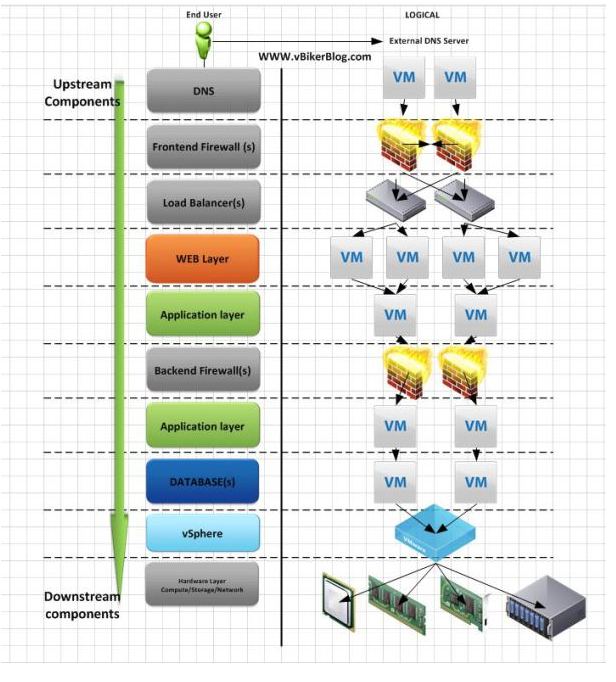 End User
LOGICAL
External DNS Server
WWW.vBikerBlog.com
Upstream
Components
DNS
VM VM
Frontend Firewall (s)
Load Balancer(s)
WEB Layer
VM VM VM VM
Application layer
VM VM
Backend Firewall(s)
Application layer
VM VM
DATABASE(s)
VM VM
vSphere
VMware
Hardware Layer
Compute/Storage/Network
Downstream
components